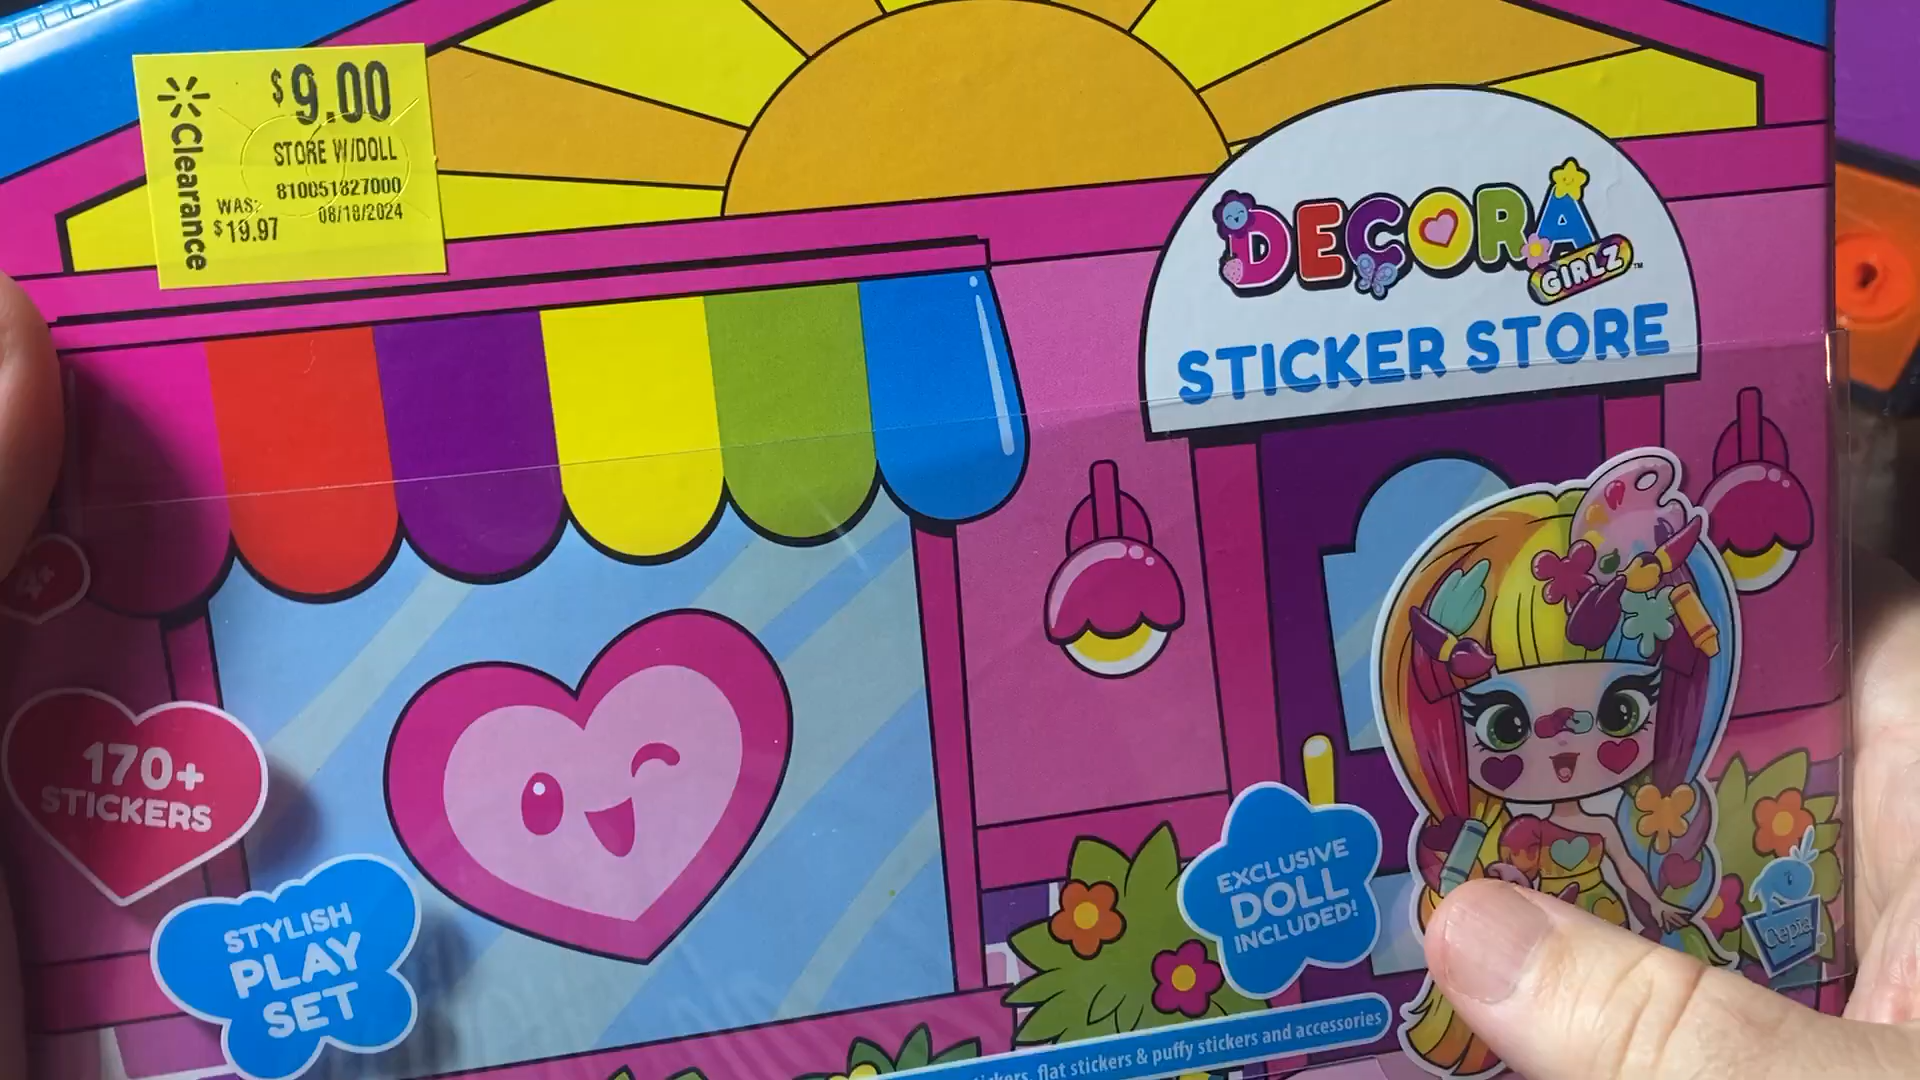 Clearance
$9.00
STORE W/DOLL
810051827000
WAS:
08/18/2024
$19.97
DECORA
GIRLZ™
STICKER STORE
170+
STICKERS
STYLISH
PLAY
SET
EXCLUSIVE
DOLL
INCLUDED!
Cepia
flat stickers & puffy stickers and accessories